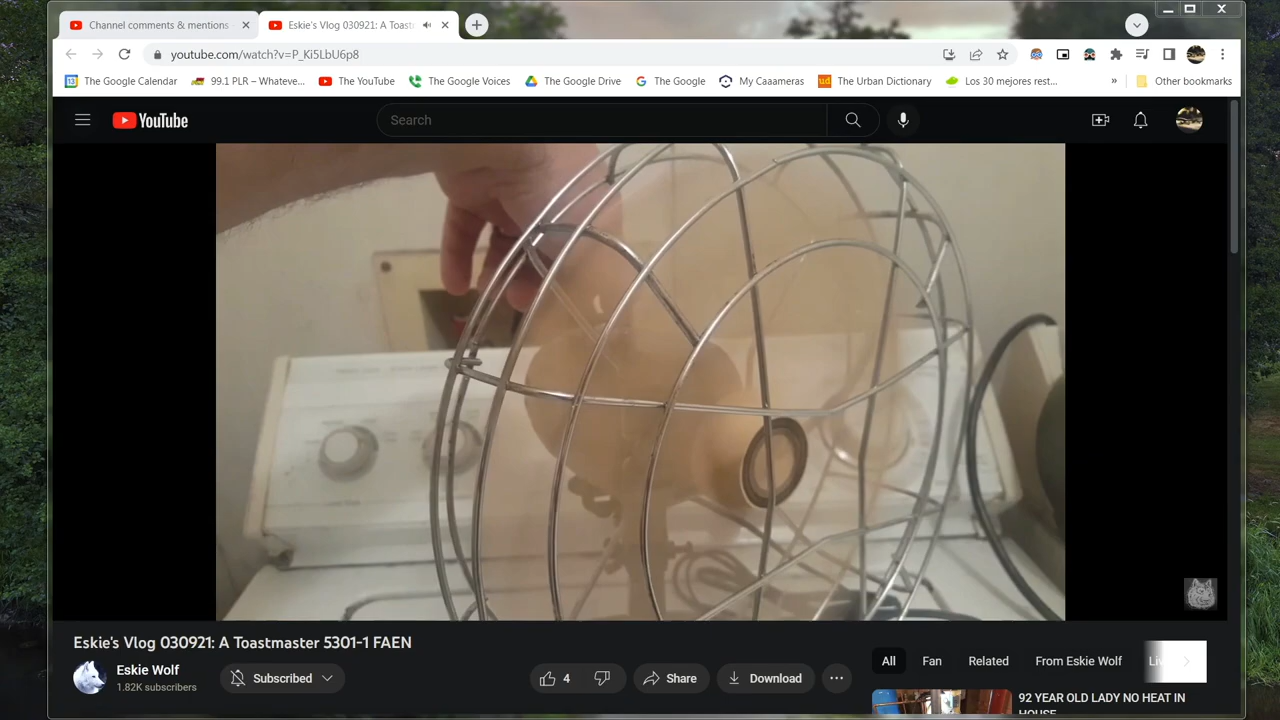 Channel comments & mentions
Eskie's Vlog 030921: A Toastm
youtube.com/watch?v=P_Ki5LbU6p8
The Google Calendar
99.1 PLR – Whateve...
The YouTube
The Google Voices
The Google Drive
The Google
My Caaameras
The Urban Dictionary
Los 30 mejores rest...
»
Other bookmarks
YouTube
Search
Eskie's Vlog 030921: A Toastmaster 5301-1 FAEN
Eskie Wolf
1.82K subscribers
Subscribed
4
Share
Download
All
Fan
Related
From Eskie Wolf
Li
92 YEAR OLD LADY NO HEAT IN
HOUSE